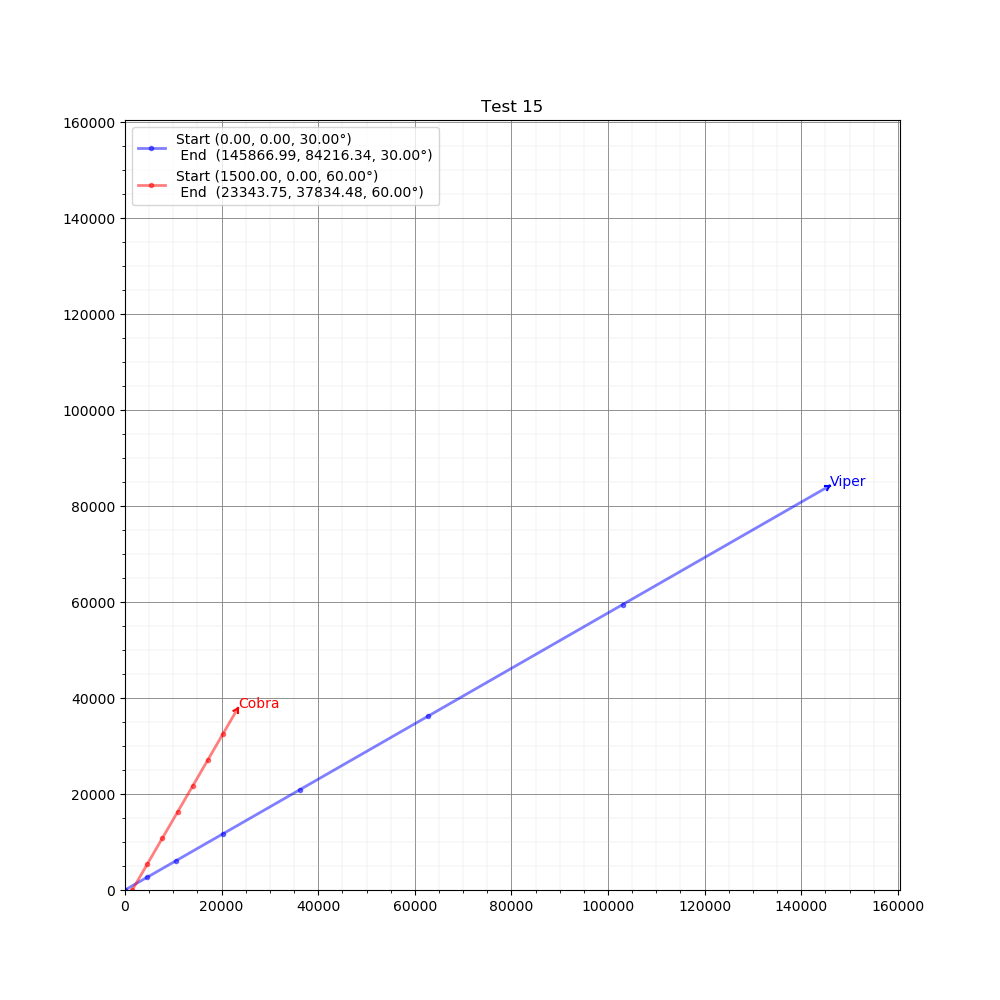 Test 15
Start (0.00, 0.00, 30.00°)
End (145866.99, 84216.34, 30.00°)
Start (1500.00, 0.00, 60.00°)
End (23343.75, 37834.48, 60.00°)
160000
140000
120000
100000
80000
60000
40000
20000
0
Viper
Cobra
0 20000 40000 60000 80000 100000 120000 140000 160000